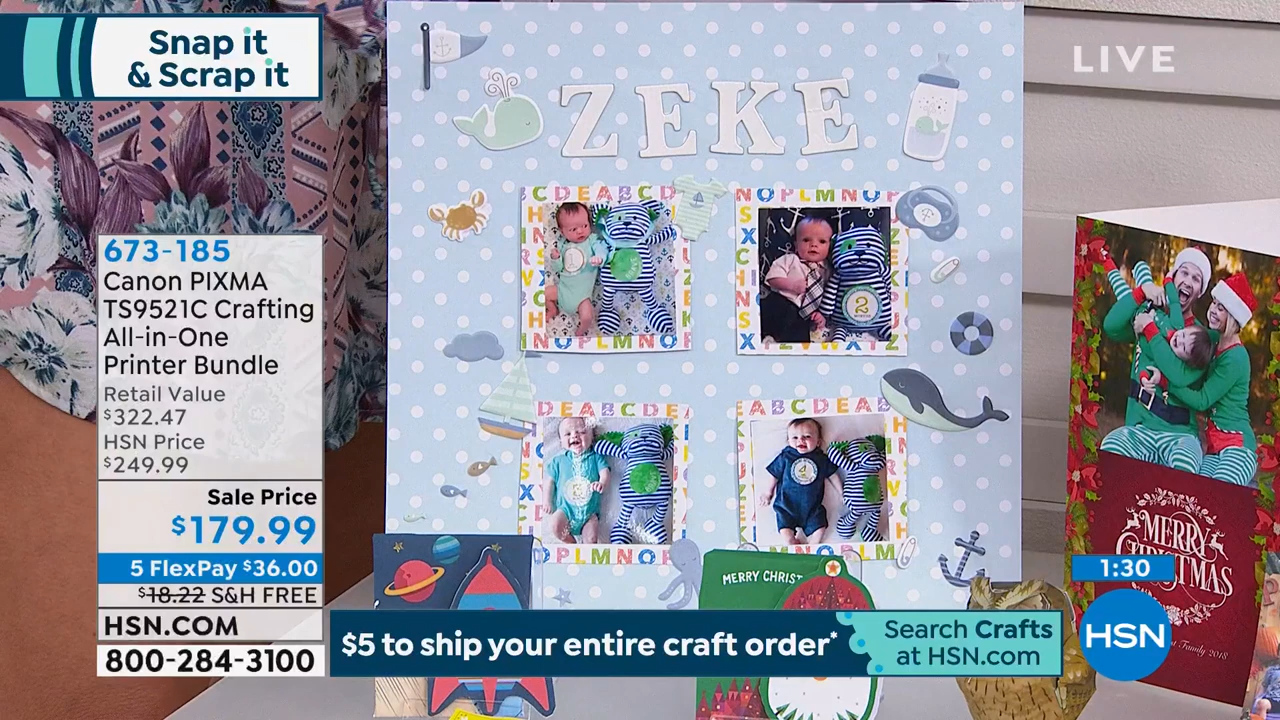 Snap it
& Scrap it
LIVE
673-185
Canon PIXMA
TS9521C Crafting
All-in-One
Printer Bundle
Retail Value
$322.47
HSN Price
$249.99
Sale Price
$179.99
5 FlexPay $36.00
$18.22 S&H FREE
HSN.COM
800-284-3100
ZEKE
C D E A B C D
N O P L M N O P
2
N O P L M N O P
D E A B C D E
A B C D E A B
P L M N O P
MERRY CHRIST
MERRY
CHRISTMAS
Family 2018
1:30
HSN
$5 to ship your entire craft order*
Search Crafts
at HSN.com